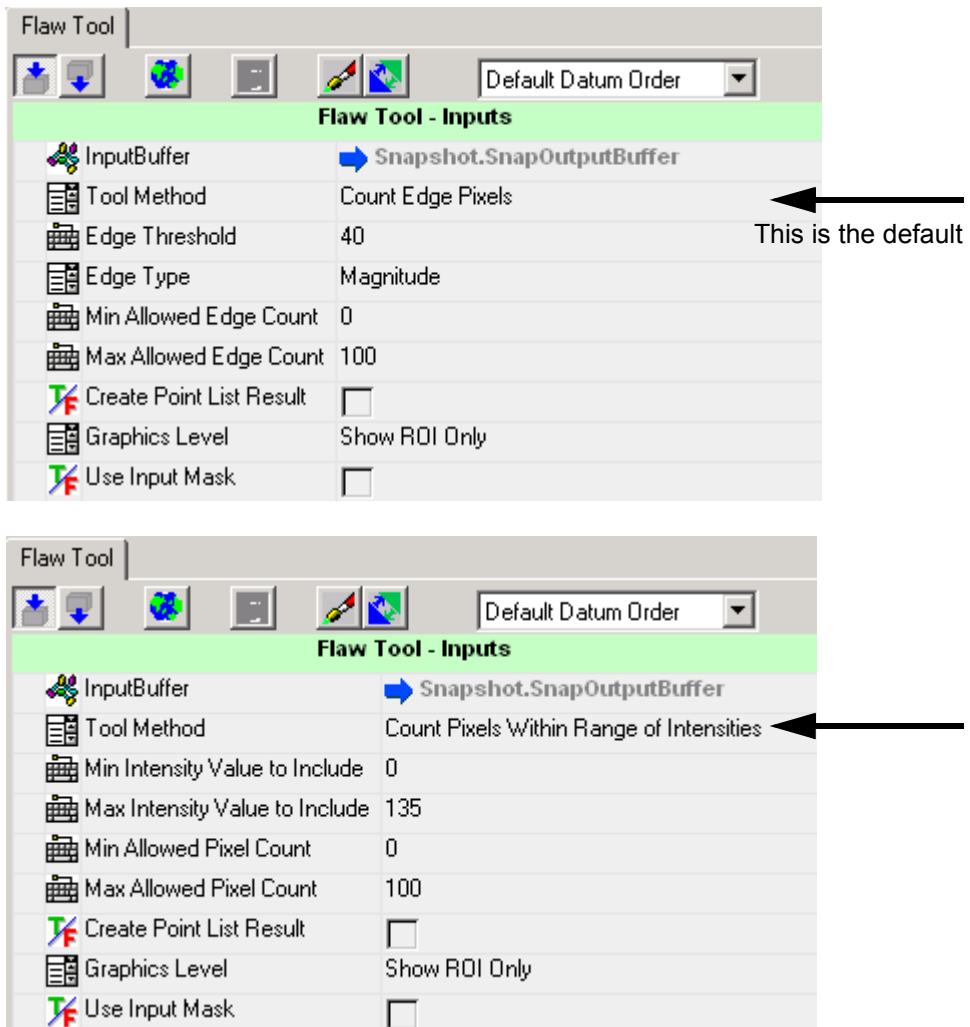 Flaw Tool
Default Datum Order
Flaw Tool - Inputs
InputBuffer Snapshot.SnapOutputBuffer
Tool Method Count Edge Pixels
This is the default
Edge Threshold 40
Edge Type Magnitude
Min Allowed Edge Count 0
Max Allowed Edge Count 100
T/F Create Point List Result
Graphics Level Show ROI Only
T/F Use Input Mask
Flaw Tool
Default Datum Order
Flaw Tool - Inputs
InputBuffer Snapshot.SnapOutputBuffer
Tool Method Count Pixels Within Range of Intensities
Min Intensity Value to Include 0
Max Intensity Value to Include 135
Min Allowed Pixel Count 0
Max Allowed Pixel Count 100
T/F Create Point List Result
Graphics Level Show ROI Only
T/F Use Input Mask